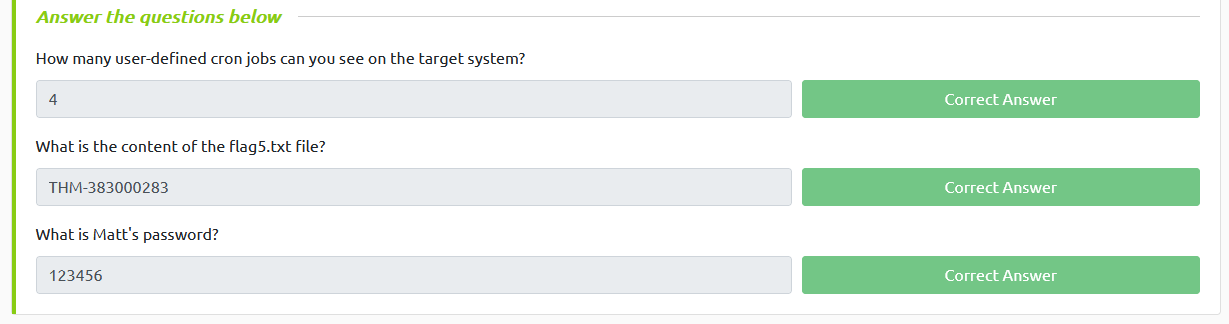 Answer the questions below
How many user-defined cron jobs can you see on the target system?
4
Correct Answer
What is the content of the flag5.txt file?
THM-383000283
Correct Answer
What is Matt's password?
123456
Correct Answer